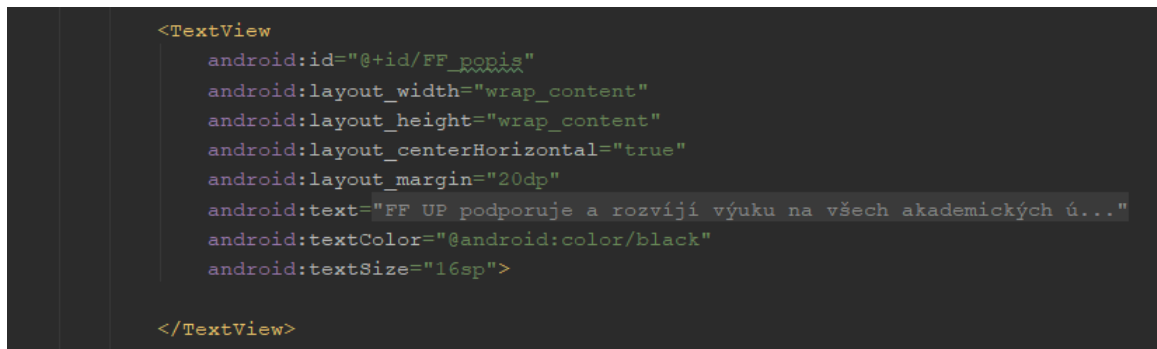 <TextView
android:id="@+id/FF_popis"
android:layout_width="wrap_content"
android:layout_height="wrap_content"
android:layout_centerHorizontal="true"
android:layout_margin="20dp"
android:text="FF UP podporuje a rozvíjí výuku na všech akademických ú..."
android:textColor="@android:color/black"
android:textSize="16sp">
</TextView>